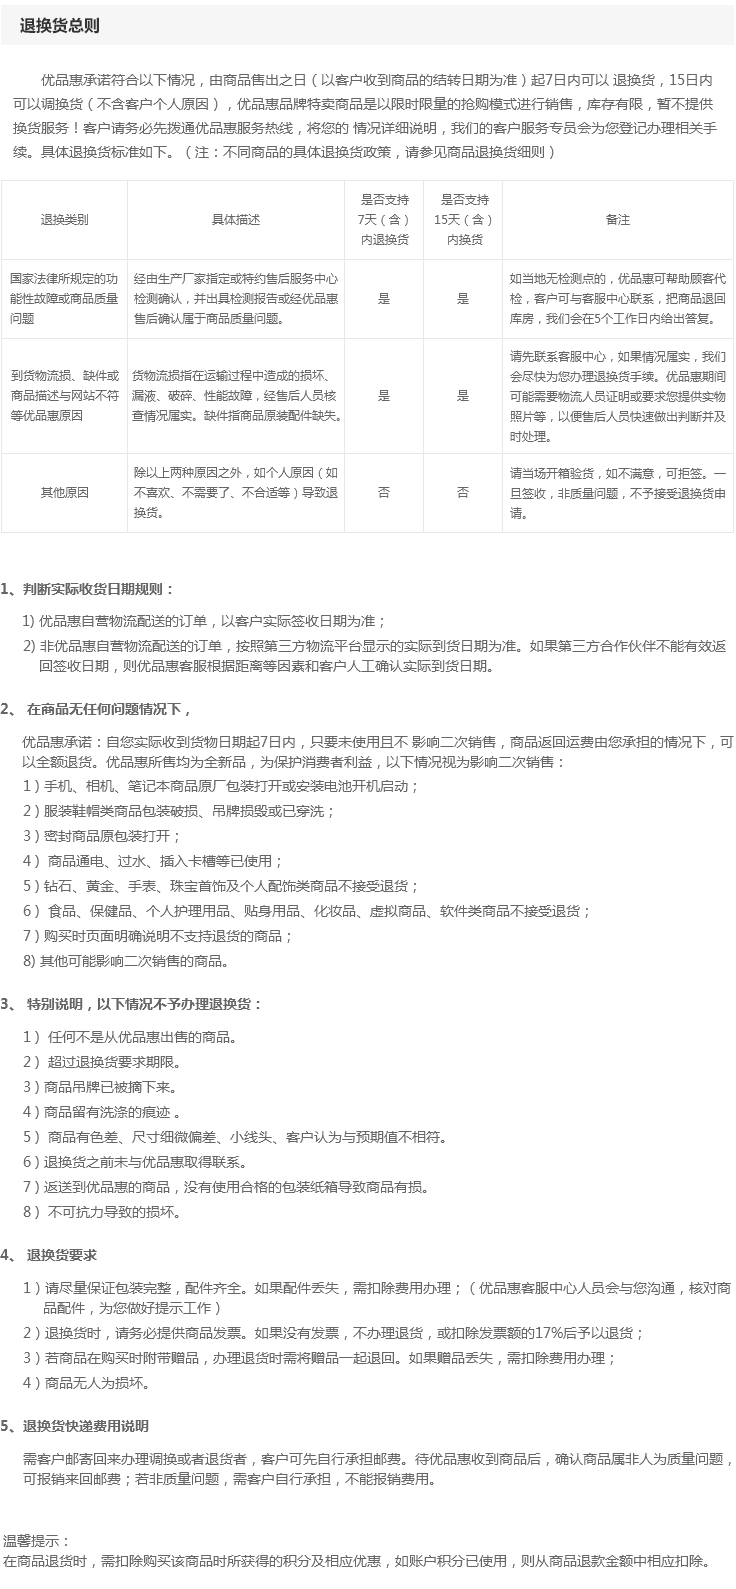 退换货总则
优品惠承诺符合以下情况，由商品售出之日（以客户收到商品的结转日期为准）起7日内可以 退换货，15日内
可以调换货（不含客户个人原因），优品惠品牌特卖商品是以限时限量的抢购模式进行销售，库存有限，暂不提供
换货服务！客户请务必先拨通优品惠服务热线，将您的 情况详细说明，我们的客户服务专员会为您登记办理相关手
续。具体退换货标准如下。（注：不同商品的具体退换货政策，请参见商品退换货细则）
退换类别
具体描述
是否支持
7天（含）
内退换货
是否支持
15天（含）
内换货
备注
国家法律所规定的功
能性故障或商品质量
问题
经由生产厂家指定或特约售后服务中心
检测确认，并出具检测报告或经优品惠
售后确认属于商品质量问题。
是
是
如当地无检测点的，优品惠可帮助顾客代
检，客户可与客服中心联系，把商品退回
库房，我们会在5个工作日内给出答复。
到货物流损、缺件或
商品描述与网站不符
等优品惠原因
货物流损指在运输过程中造成的损坏、
漏液、破碎、性能故障，经售后人员核
查情况属实。缺件指商品原装配件缺失。
是
是
请先联系客服中心，如果情况属实，我们
会尽快为您办理退换货手续。优品惠期间
可能需要物流人员证明或要求您提供实物
照片等，以便售后人员快速做出判断并及
时处理。
其他原因
除以上两种原因之外，如个人原因（如
不喜欢、不需要了、不合适等）导致退
换货。
否
否
请当场开箱验货，如不满意，可拒签。一
旦签收，非质量问题，不予接受退换货申
请。
1、判断实际收货日期规则：
1) 优品惠自营物流配送的订单，以客户实际签收日期为准；
2) 非优品惠自营物流配送的订单，按照第三方物流平台显示的实际到货日期为准。如果第三方合作伙伴不能有效返
回签收日期，则优品惠客服根据距离等因素和客户人工确认实际到货日期。
2、 在商品无任何问题情况下，
优品惠承诺：自您实际收到货物日期起7日内，只要未使用且不 影响二次销售，商品返回运费由您承担的情况下，可
以全额退货。优品惠所售均为全新品，为保护消费者利益，以下情况视为影响二次销售：
1）手机、相机、笔记本商品原厂包装打开或安装电池开机启动；
2）服装鞋帽类商品包装破损、吊牌损毁或已穿洗；
3）密封商品原包装打开；
4） 商品通电、过水、插入卡槽等已使用；
5）钻石、黄金、手表、珠宝首饰及个人配饰类商品不接受退货；
6） 食品、保健品、个人护理用品、贴身用品、化妆品、虚拟商品、软件类商品不接受退货；
7）购买时页面明确说明不支持退货的商品；
8) 其他可能影响二次销售的商品。
3、 特别说明，以下情况不予办理退换货：
1） 任何不是从优品惠出售的商品。
2） 超过退换货要求期限。
3）商品吊牌已被摘下来。
4）商品留有洗涤的痕迹 。
5） 商品有色差、尺寸细微偏差、小线头、客户认为与预期值不相符。
6）退换货之前未与优品惠取得联系。
7）返送到优品惠的商品，没有使用合格的包装纸箱导致商品有损。
8） 不可抗力导致的损坏。
4、 退换货要求
1）请尽量保证包装完整，配件齐全。如果配件丢失，需扣除费用办理；（优品惠客服中心人员会与您沟通，核对商
品配件，为您做好提示工作）
2）退换货时，请务必提供商品发票。如果没有发票，不办理退货，或扣除发票额的17%后予以退货；
3）若商品在购买时附带赠品，办理退货时需将赠品一起退回。如果赠品丢失，需扣除费用办理；
4）商品无人为损坏。
5、退换货快递费用说明
需客户邮寄回来办理调换或者退货者，客户可先自行承担邮费。待优品惠收到商品后，确认商品属非人为质量问题，
可报销来回邮费；若非质量问题，需客户自行承担，不能报销费用。
温馨提示：
在商品退货时，需扣除购买该商品时所获得的积分及相应优惠，如账户积分已使用，则从商品退款金额中相应扣除。